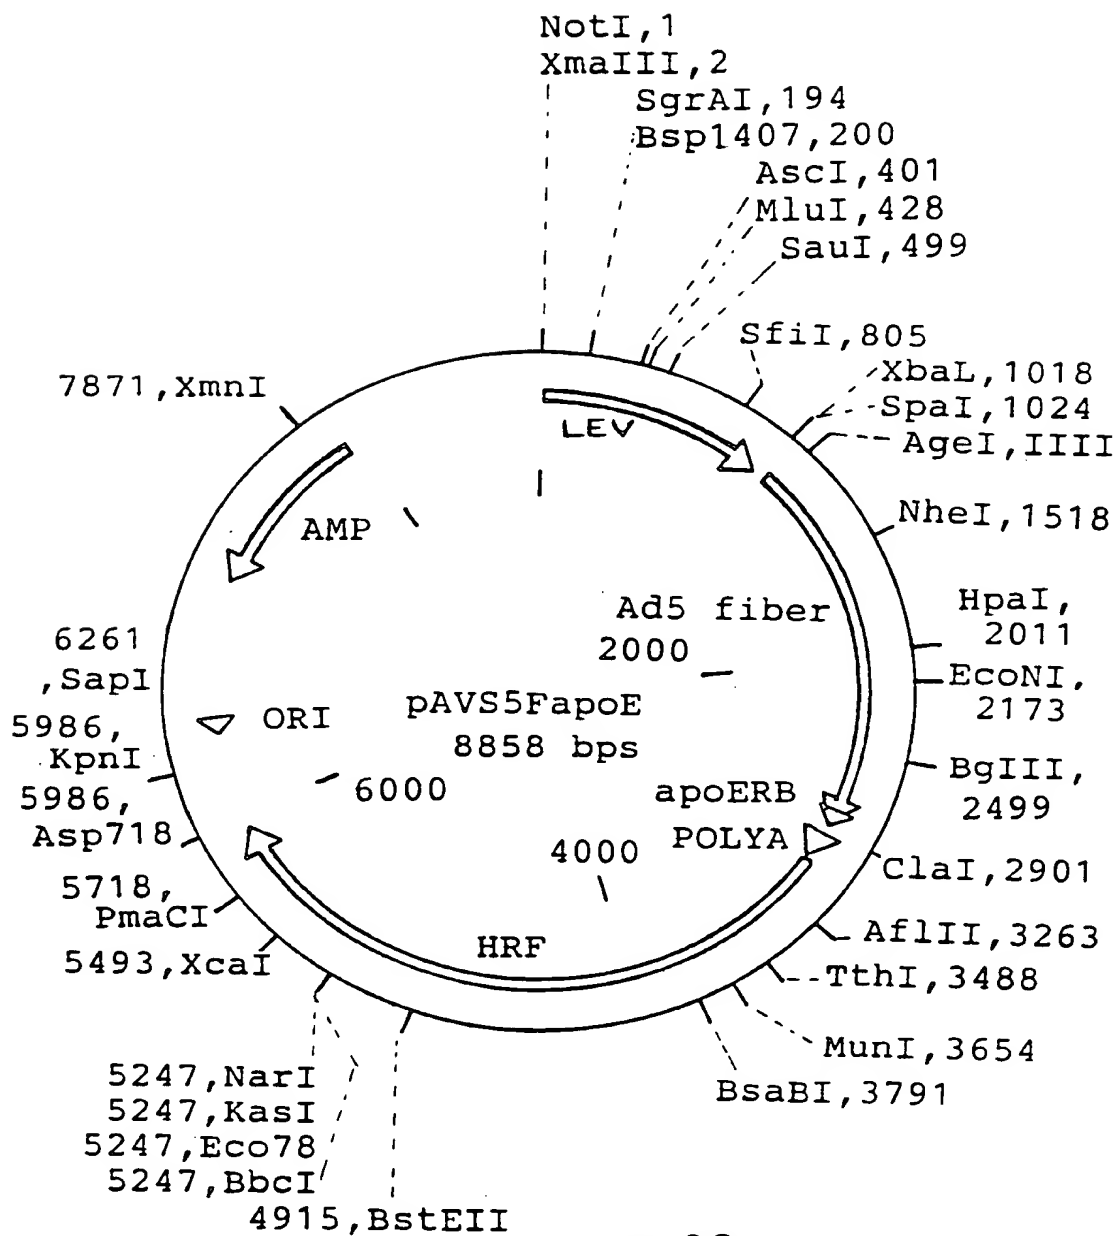 NotI,1
XmaIII,2
SgrAI,194
Bsp1407,200
AscI,401
MluI,428
SauI,499
SfiI,805
XbaL,1018
SpaI,1024
AgeI,IIII
7871,XmnI
LEV
NheI,1518
AMP
HpaI,
2011
Ad5 fiber
2000
EcoNI,
2173
6261
,SapI
pAVS5FapoE
8858 bps
ORI
5986,
KpnI
BgIII,
2499
6000
apoERB
5986,
Asp718
POLYA
4000
ClaI,2901
5718,
PmaCI
AflII,3263
HRF
5493,XcaI
TthI,3488
MunI,3654
BsaBI,3791
5247,NarI
5247,KasI
5247,Eco78
5247,BbcI
4915,BstEII